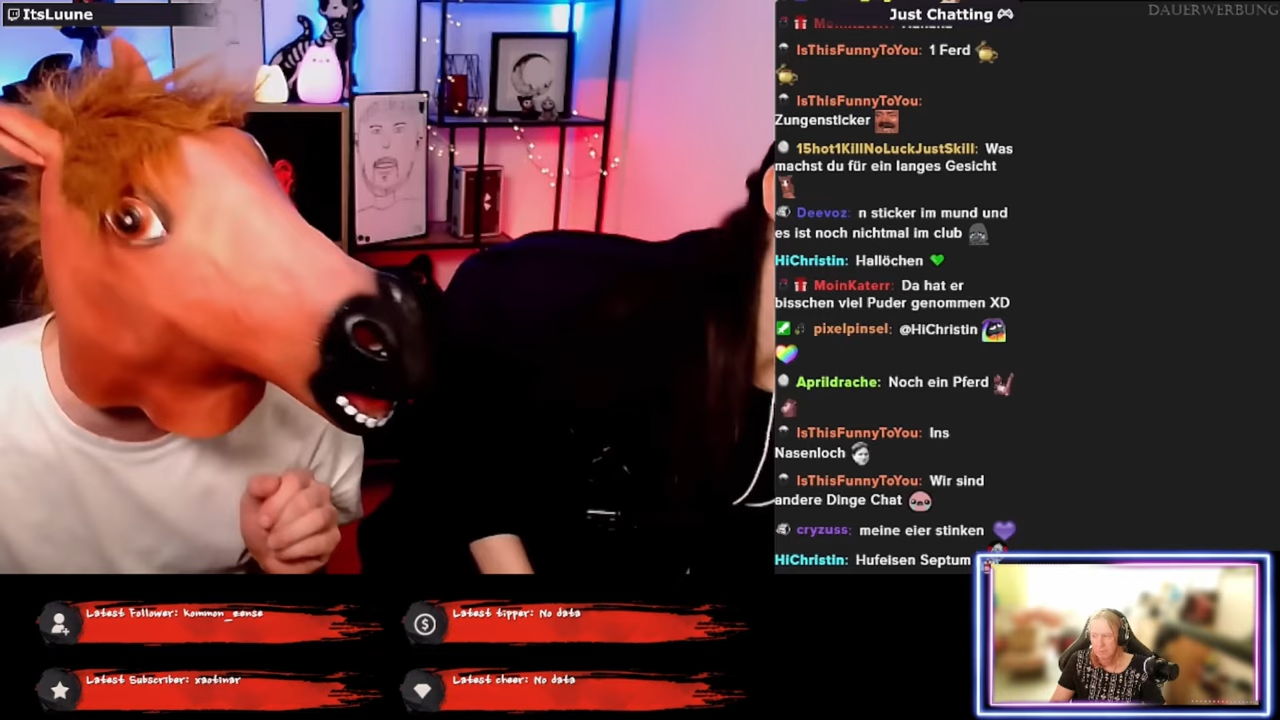 ItsLuune
Just Chatting
DAUERWERBUNG
IsThisFunnyToYou: 1 Ferd
IsThisFunnyToYou:
Zungensticker
15hot1KillNoLuckJustSkill: Was
machst du für ein langes Gesicht
Deevoz: n sticker im mund und
es ist noch nichtmal im club
HiChristin: Hallöchen
MoinKaterr: Da hat er
bisschen viel Puder genommen XD
pixelpinsel: @HiChristin
Aprildrache: Noch ein Pferd
IsThisFunnyToYou: Ins
Nasenloch
IsThisFunnyToYou: Wir sind
andere Dinge Chat
cryzuss: meine eier stinken
HiChristin: Hufeisen Septum
Latest Follower: kommon_sense
Latest tipper: No data
Latest Subscriber: xaotinar
Latest cheer: No data